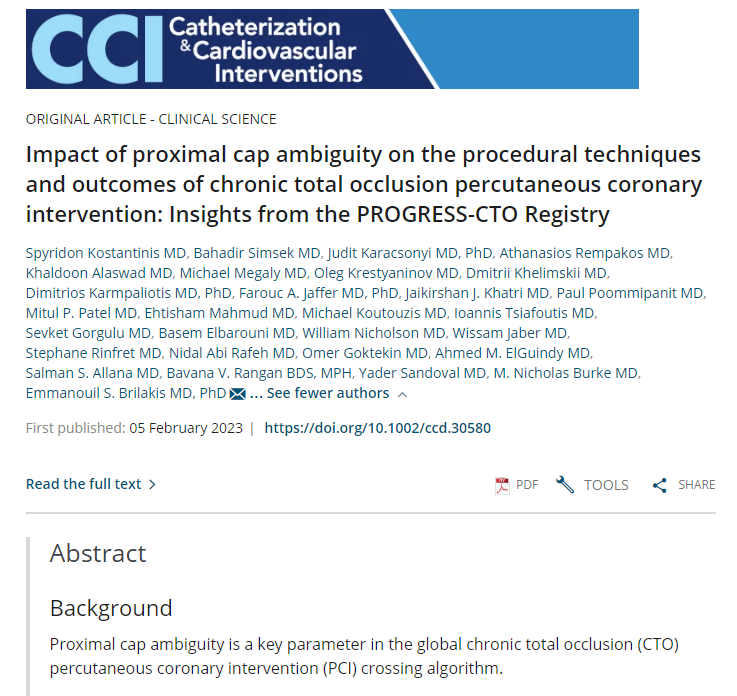 CCI
Catheterization
& Cardiovascular
Interventions
ORIGINAL ARTICLE - CLINICAL SCIENCE
Impact of proximal cap ambiguity on the procedural techniques
and outcomes of chronic total occlusion percutaneous coronary
intervention: Insights from the PROGRESS-CTO Registry
Spyridon Kostantinis MD, Bahadir Simsek MD, Judit Karacsonyi MD, PhD, Athanasios Rempakos MD,
Khaldoon Alaswad MD, Michael Megaly MD, Oleg Krestyaninov MD, Dmitrii Khelimskii MD,
Dimitrios Karmpaliotis MD, PhD, Farouc A. Jaffer MD, PhD, Jaikirshan J. Khatri MD, Paul Poommipanit MD,
Mitul P. Patel MD, Ehtisham Mahmud MD, Michael Koutouzis MD, Ioannis Tsiafoutis MD,
Sevket Gorgulu MD, Basem Elbarouni MD, William Nicholson MD, Wissam Jaber MD,
Stephane Rinfret MD, Nidal Abi Rafeh MD, Omer Goktekin MD, Ahmed M. ElGuindy MD,
Salman S. Allana MD, Bavana V. Rangan BDS, MPH, Yader Sandoval MD, M. Nicholas Burke MD,
Emmanouil S. Brilakis MD, PhD ... See fewer authors
First published: 05 February 2023 | https://doi.org/10.1002/ccd.30580
Read the full text PDF TOOLS SHARE
Abstract
Background
Proximal cap ambiguity is a key parameter in the global chronic total occlusion (CTO)
percutaneous coronary intervention (PCI) crossing algorithm.